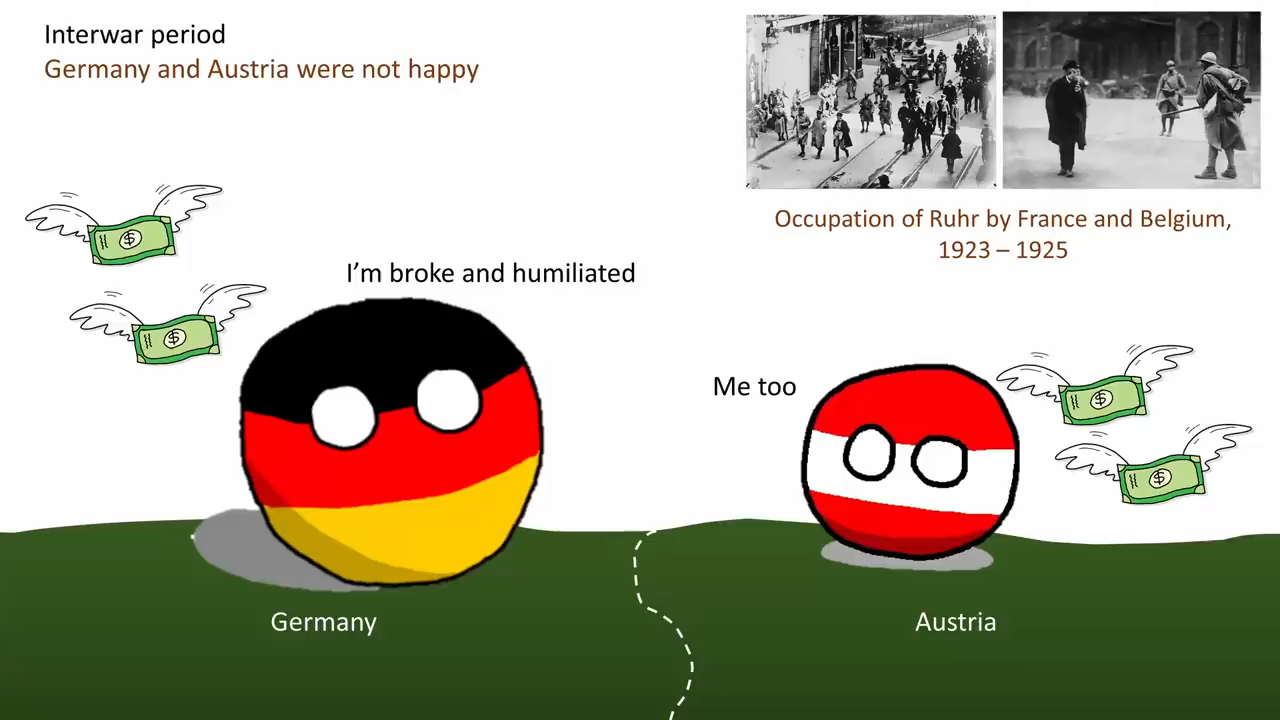 Interwar period
Germany and Austria were not happy
Occupation of Ruhr by France and Belgium,
1923 – 1925
I’m broke and humiliated
Me too
$
$
$
$
Germany
Austria